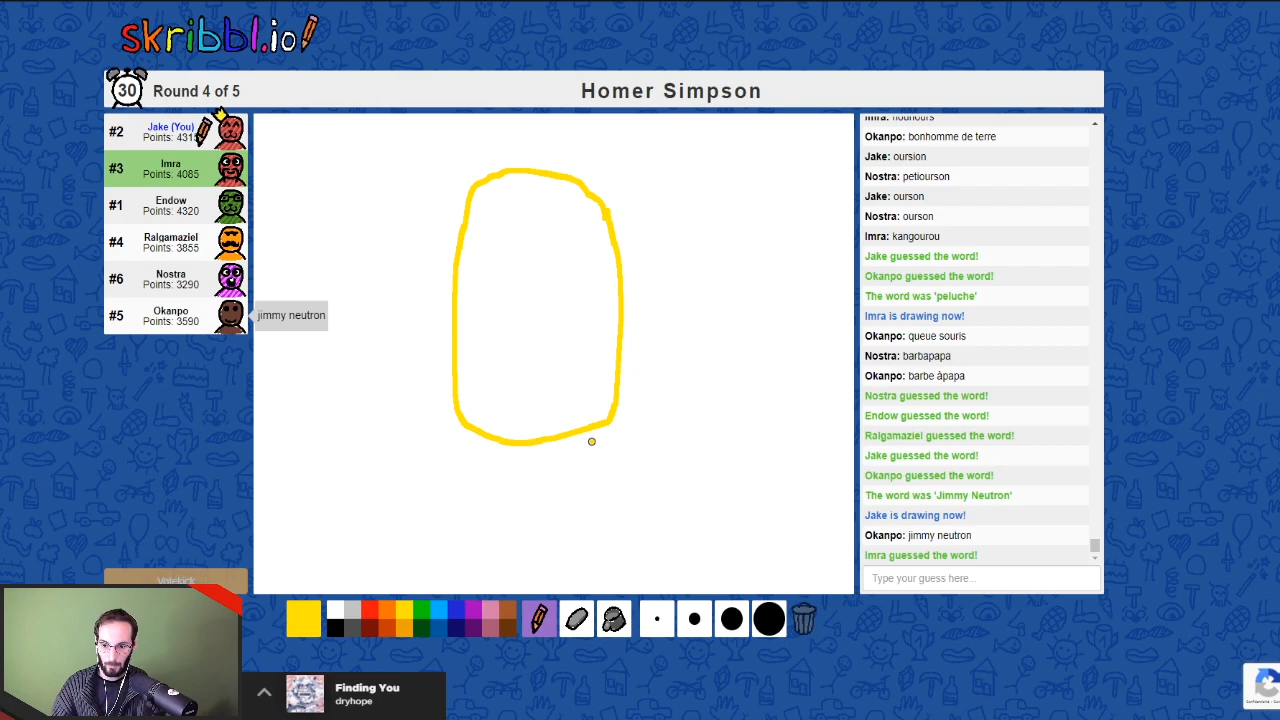 skribbl.io
30
Round 4 of 5
Homer Simpson
#2
Jake (You)
#3
Imra
Points: 4085
#1
Endow
Points: 4320
#4
Ralgamaziel
Points: 3855
#6
Nostra
Points: 3290
#5
Okanpo
Points: 3590
jimmy neutron
Imra: nounours
Okanpo: bonhomme de terre
Jake: oursion
Nostra: petiourson
Jake: ourson
Nostra: ourson
Imra: kangourou
Jake guessed the word!
Okanpo guessed the word!
The word was 'peluche'
Imra is drawing now!
Okanpo: queue souris
Nostra: barbapapa
Okanpo: barbe àpapa
Nostra guessed the word!
Endow guessed the word!
Ralgamaziel guessed the word!
Jake guessed the word!
Okanpo guessed the word!
The word was 'Jimmy Neutron'
Jake is drawing now!
Okanpo: jimmy neutron
Imra guessed the word!
Type your guess here...
Votekick
Finding You
dryhope